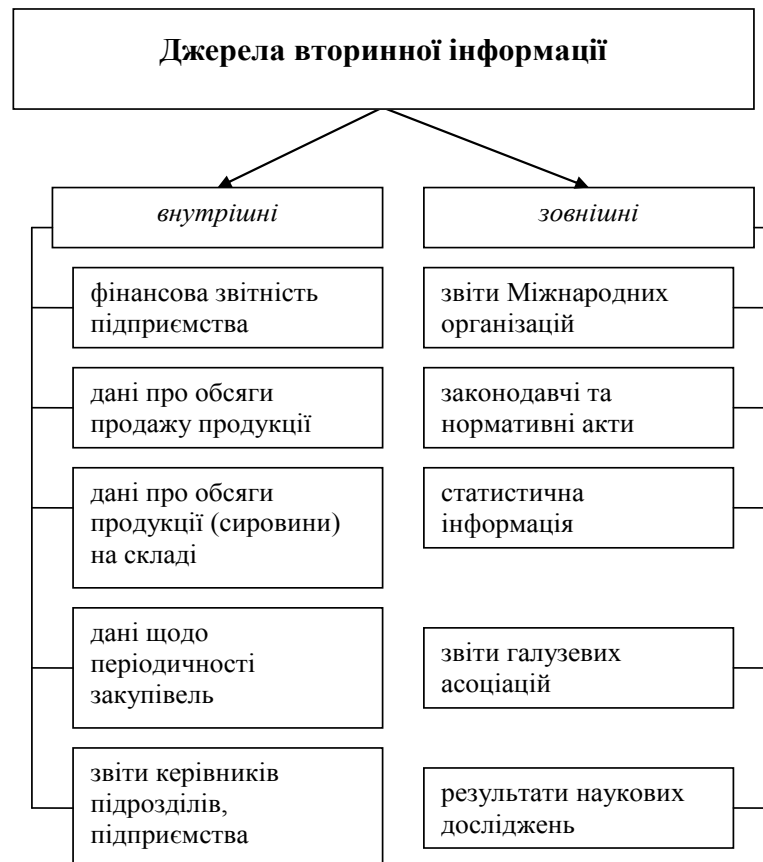 Джерела вторинної інформації
внутрішні
фінансова звітність
підприємства
дані про обсяги
продажу продукції
дані про обсяги
продукції (сировини)
на складі
дані щодо
періодичності
закупівель
звіти керівників
підрозділів,
підприємства
зовнішні
звіти Міжнародних
організацій
законодавчі та
нормативні акти
статистична
інформація
звіти галузевих
асоціацій
результати наукових
досліджень